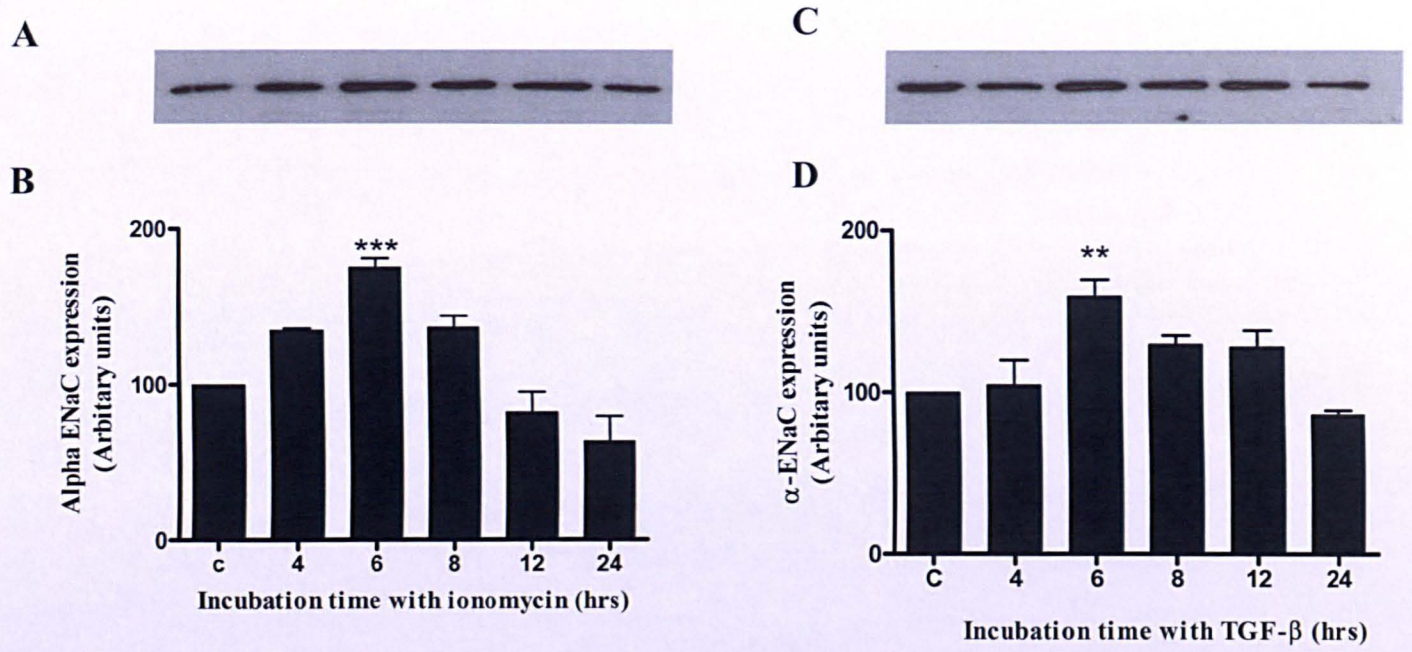 A
C
B
D
Alpha ENaC expression
(Arbitary units)
200
100
0
***
C
4
6
8
12
24
Incubation time with ionomycin (hrs)
α-ENaC expression
(Arbitary units)
200
100
0
**
C
4
6
8
12
24
Incubation time with TGF-β (hrs)